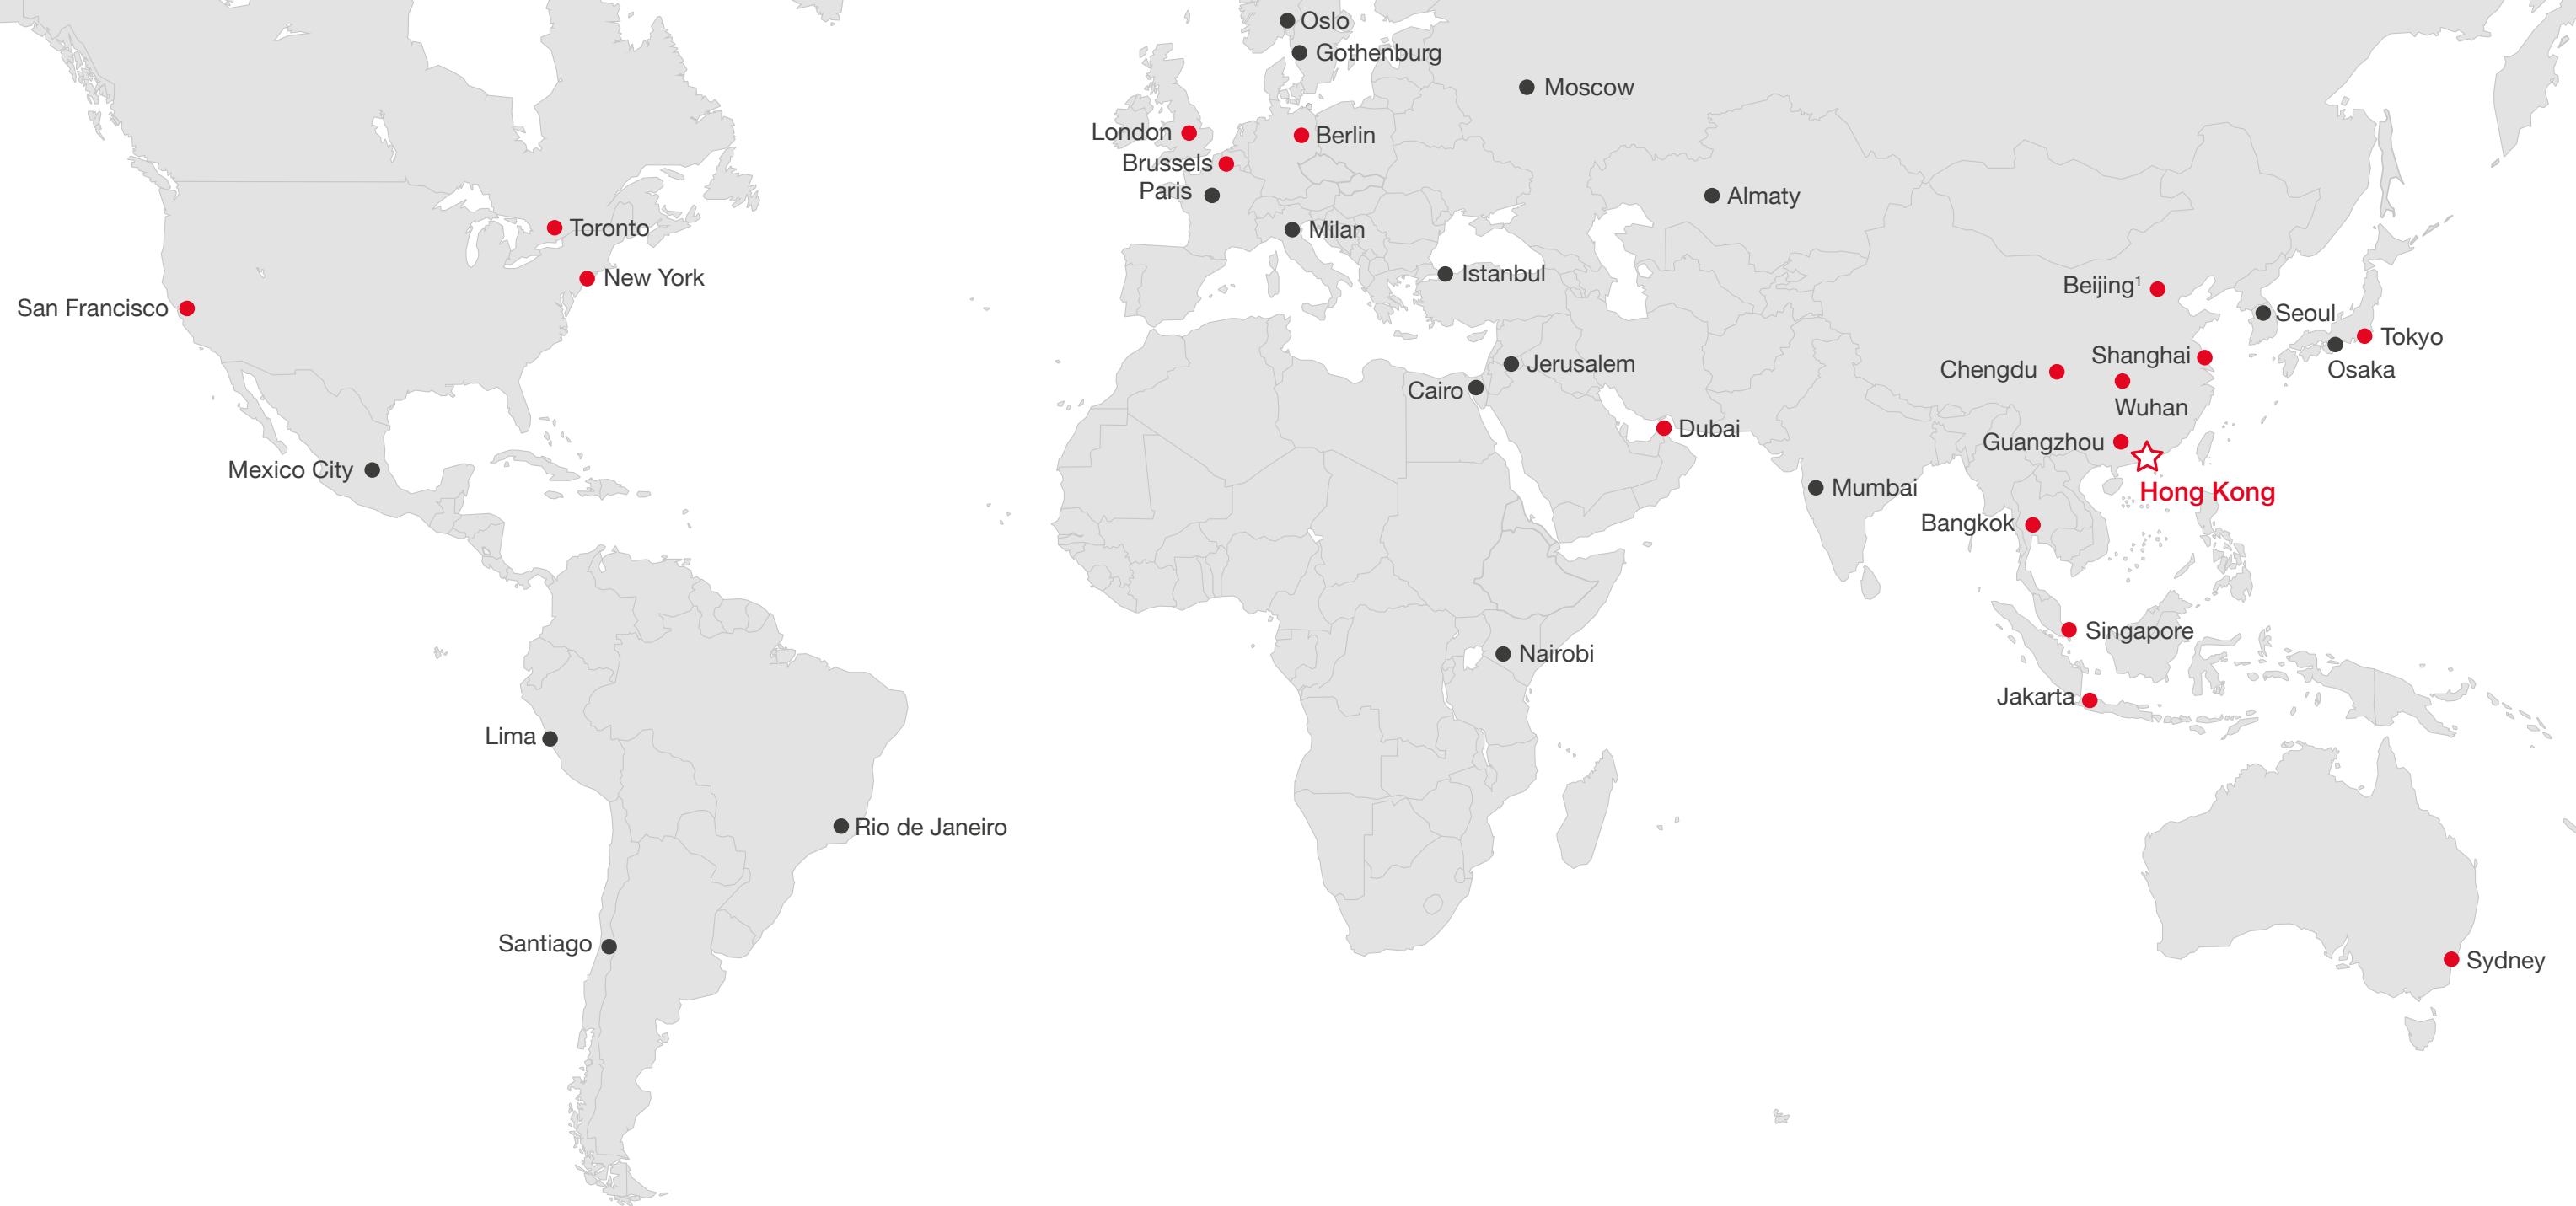 Oslo
Gothenburg
Moscow
London
Berlin
Brussels
Paris
Almaty
Toronto
Milan
New York
Istanbul
Beijing¹
San Francisco
Seoul
Tokyo
Shanghai
Jerusalem
Chengdu
Osaka
Cairo
Wuhan
Dubai
Guangzhou
Mexico City
Mumbai
Hong Kong
Bangkok
Singapore
Nairobi
Jakarta
Lima
Rio de Janeiro
Santiago
Sydney